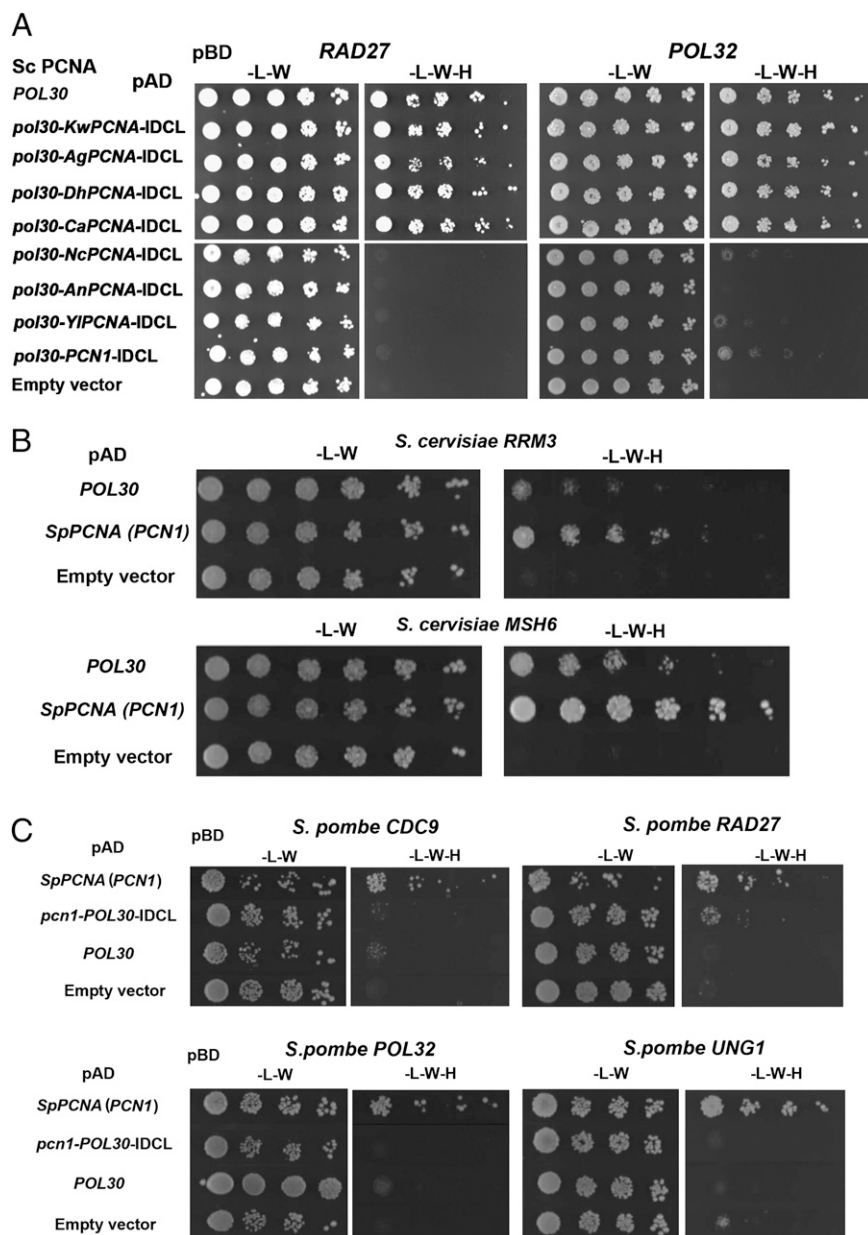 A
pBD RAD27 POL32
Sc PCNA pAD -L-W -L-W-H -L-W -L-W-H
POL30
pol30-KwPCNA-IDCL
pol30-AgPCNA-IDCL
pol30-DhPCNA-IDCL
pol30-CaPCNA-IDCL
pol30-NcPCNA-IDCL
pol30-AnPCNA-IDCL
pol30-YlPCNA-IDCL
pol30-PCN1-IDCL
Empty vector
B
S. cervisiae RRM3
pAD -L-W -L-W-H
POL30
SpPCNA (PCN1)
Empty vector
S. cervisiae MSH6
-L-W -L-W-H
POL30
SpPCNA (PCN1)
Empty vector
C
pBD S. pombe CDC9 S. pombe RAD27
pAD -L-W -L-W-H -L-W -L-W-H
SpPCNA (PCN1)
pcn1-POL30-IDCL
POL30
Empty vector
pBD S.pombe POL32 S.pombe UNG1
pAD -L-W -L-W-H -L-W -L-W-H
SpPCNA (PCN1)
pcn1-POL30-IDCL
POL30
Empty vector